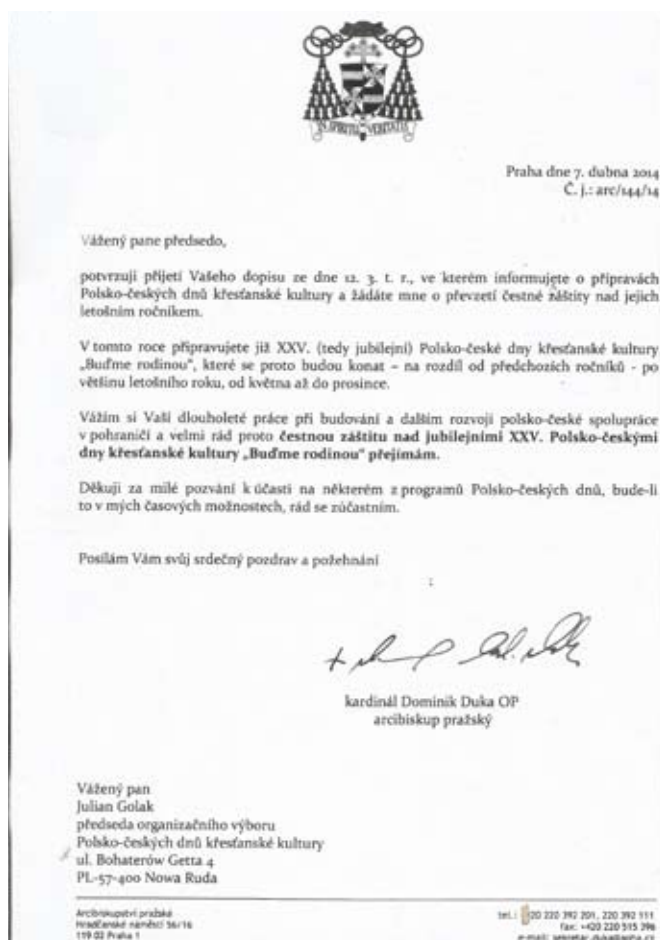 IN SPIRITU VERITATIS
Praha dne 7. dubna 2014
Č. j.: arc/144/14
Vážený pane předsedo,
potvrzuji přijetí Vašeho dopisu ze dne 12. 3. t. r., ve kterém informujete o přípravách
Polsko-českých dnů křesťanské kultury a žádáte mne o převzetí čestné záštity nad jejich
letošním ročníkem.
V tomto roce připravujete již XXV. (tedy jubilejní) Polsko-české dny křesťanské kultury
„Buďme rodinou“, které se proto budou konat – na rozdíl od předchozích ročníků - po
většinu letošního roku, od května až do prosince.
Vážím si Vaší dlouholeté práce při budování a dalším rozvoji polsko-české spolupráce
v pohraničí a velmi rád proto čestnou záštitu nad jubilejními XXV. Polsko-českými
dny křesťanské kultury „Buďme rodinou“ přejímám.
Děkuji za milé pozvání k účasti na některém z programů Polsko-českých dnů, bude-li
to v mých časových možnostech, rád se zúčastním.
Posílám Vám svůj srdečný pozdrav a požehnání
kardinál Dominik Duka OP
arcibiskup pražský
Vážený pan
Julian Golak
předseda organizačního výboru
Polsko-českých dnů křesťanské kultury
ul. Bohaterów Getta 4
PL-57-400 Nowa Ruda
Arcibiskupství pražské
Hradčanské náměstí 56/16
119 02 Praha 1
tel.: 420 220 392 201, 220 392 111
fax: +420 220 515 396
e-mail: sekretar.duka@apha.cz